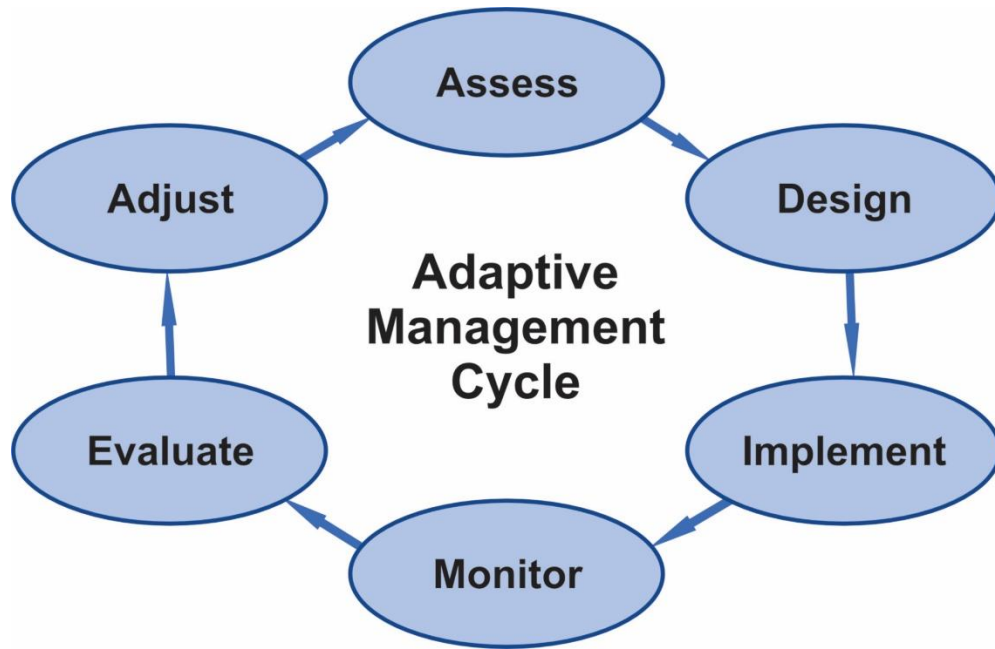 Assess
Design
Implement
Monitor
Evaluate
Adjust
Adaptive
Management
Cycle